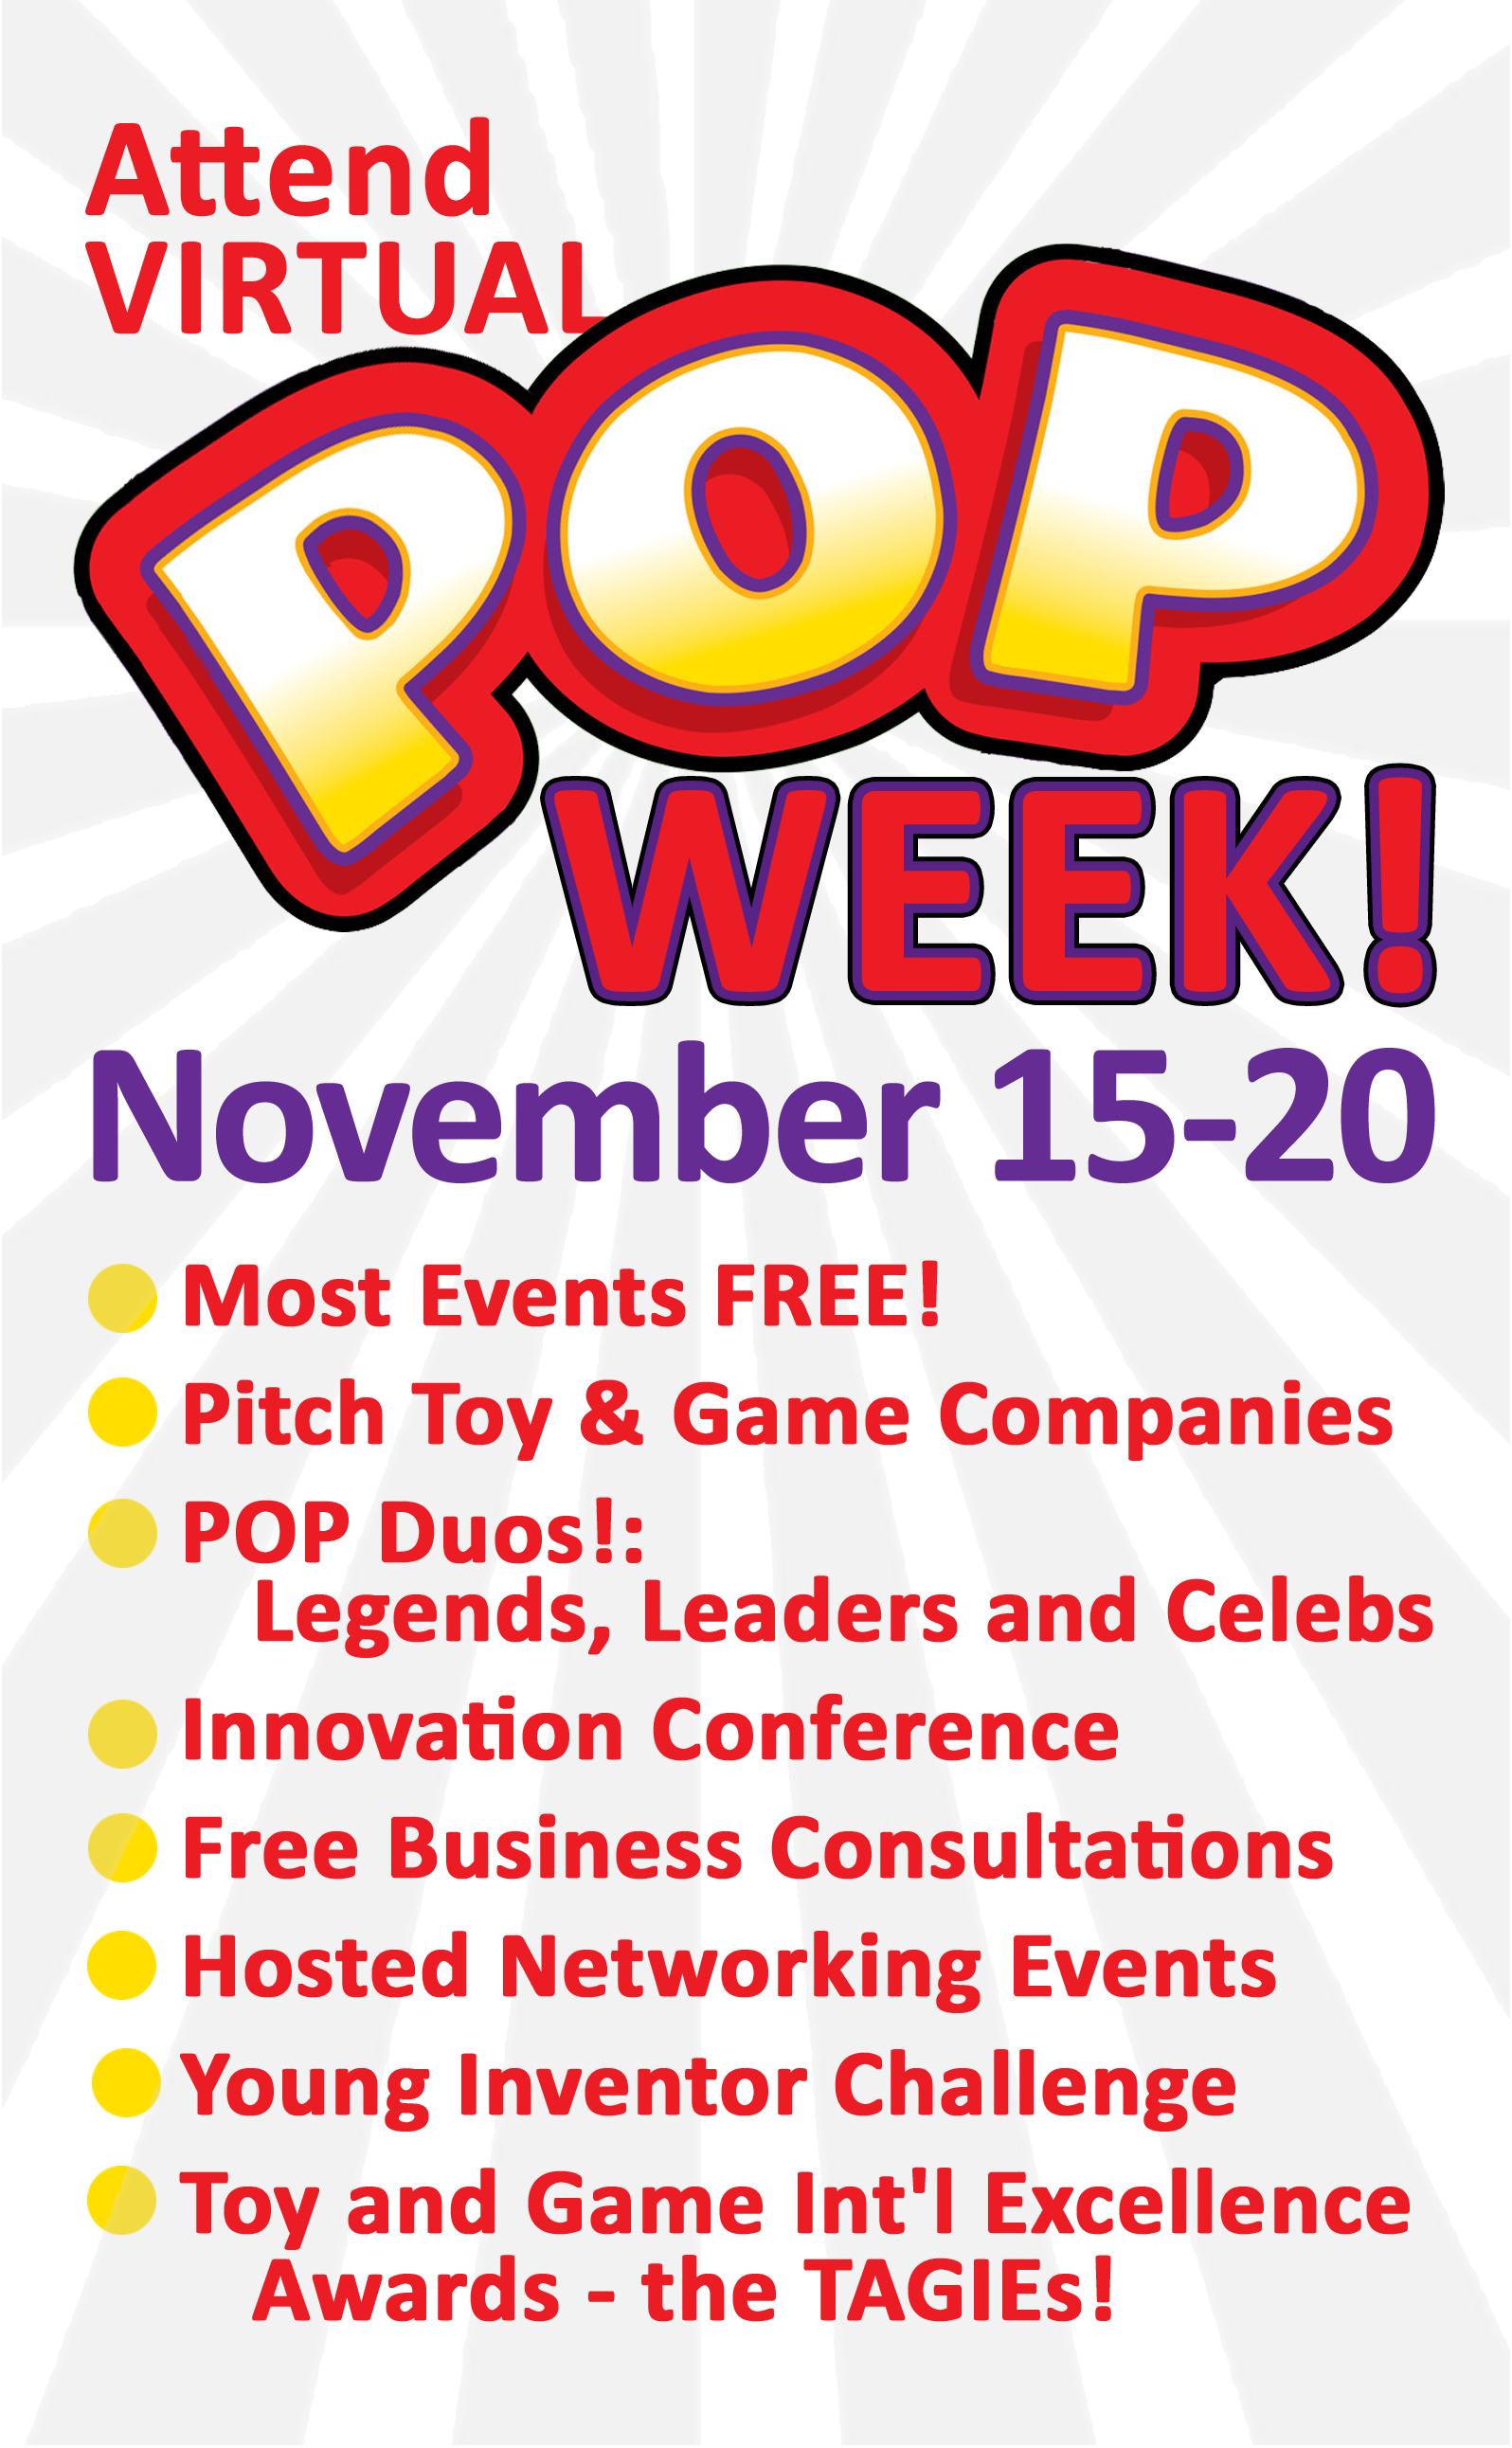 Attend
VIRTUAL
POP
WEEK!
November 15-20
Most Events FREE!
Pitch Toy & Game Companies
POP Duos!:
Legends, Leaders and Celebs
Innovation Conference
Free Business Consultations
Hosted Networking Events
Young Inventor Challenge
Toy and Game Int'l Excellence
Awards - the TAGIEs!